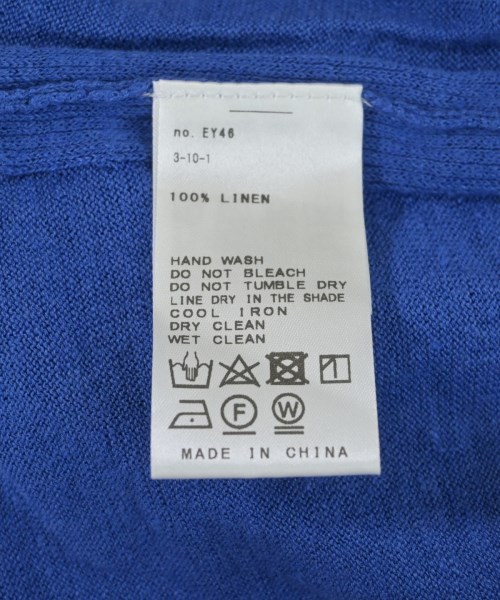 no. EY46
3-10-1
100% LINEN
HAND WASH
DO NOT BLEACH
DO NOT TUMBLE DRY
LINE DRY IN THE SHADE
COOL IRON
DRY CLEAN
WET CLEAN
F W
MADE IN CHINA